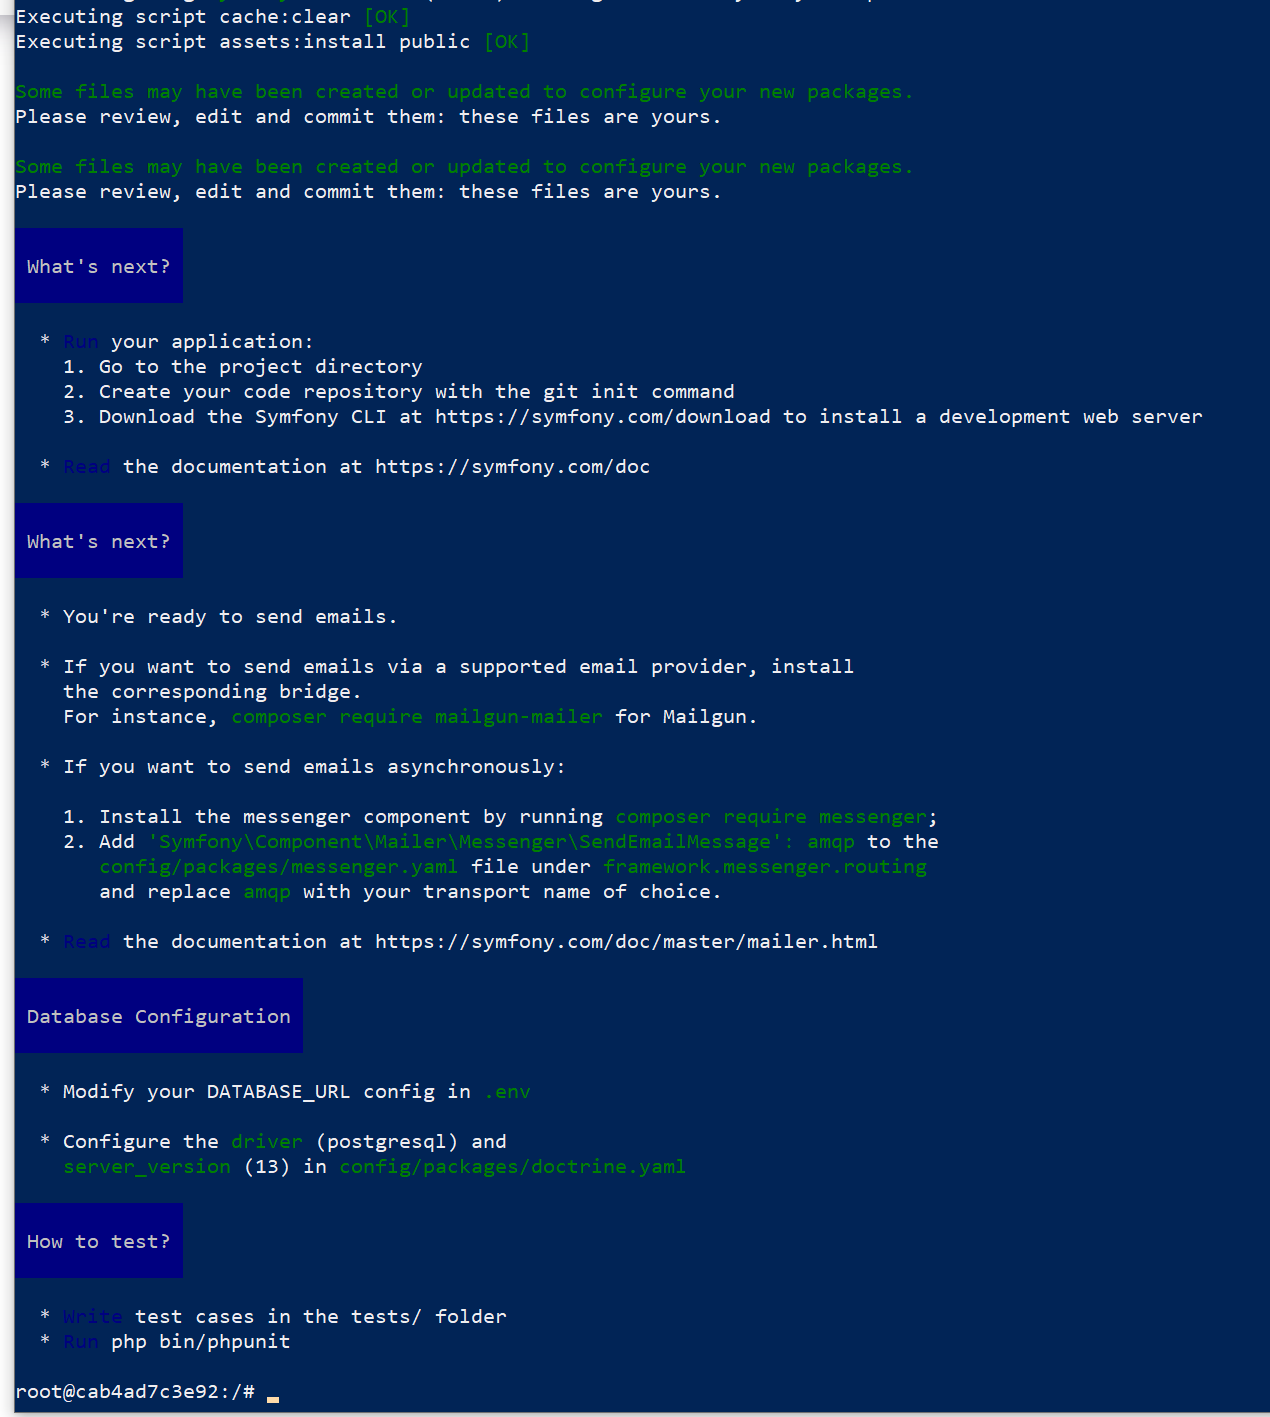 Executing script cache:clear [OK]
Executing script assets:install public [OK]
Some files may have been created or updated to configure your new packages.
Please review, edit and commit them: these files are yours.
Some files may have been created or updated to configure your new packages.
Please review, edit and commit them: these files are yours.
What's next?
* Run your application:
1. Go to the project directory
2. Create your code repository with the git init command
3. Download the Symfony CLI at https://symfony.com/download to install a development web server
* Read the documentation at https://symfony.com/doc
What's next?
* You're ready to send emails.
* If you want to send emails via a supported email provider, install
the corresponding bridge.
For instance, composer require mailgun-mailer for Mailgun.
* If you want to send emails asynchronously:
1. Install the messenger component by running composer require messenger;
2. Add 'Symfony\Component\Mailer\Messenger\SendEmailMessage': amqp to the
config/packages/messenger.yaml file under framework.messenger.routing
and replace amqp with your transport name of choice.
* Read the documentation at https://symfony.com/doc/master/mailer.html
Database Configuration
* Modify your DATABASE_URL config in .env
* Configure the driver (postgresql) and
server_version (13) in config/packages/doctrine.yaml
How to test?
* Write test cases in the tests/ folder
* Run php bin/phpunit
root@cab4ad7c3e92:/#